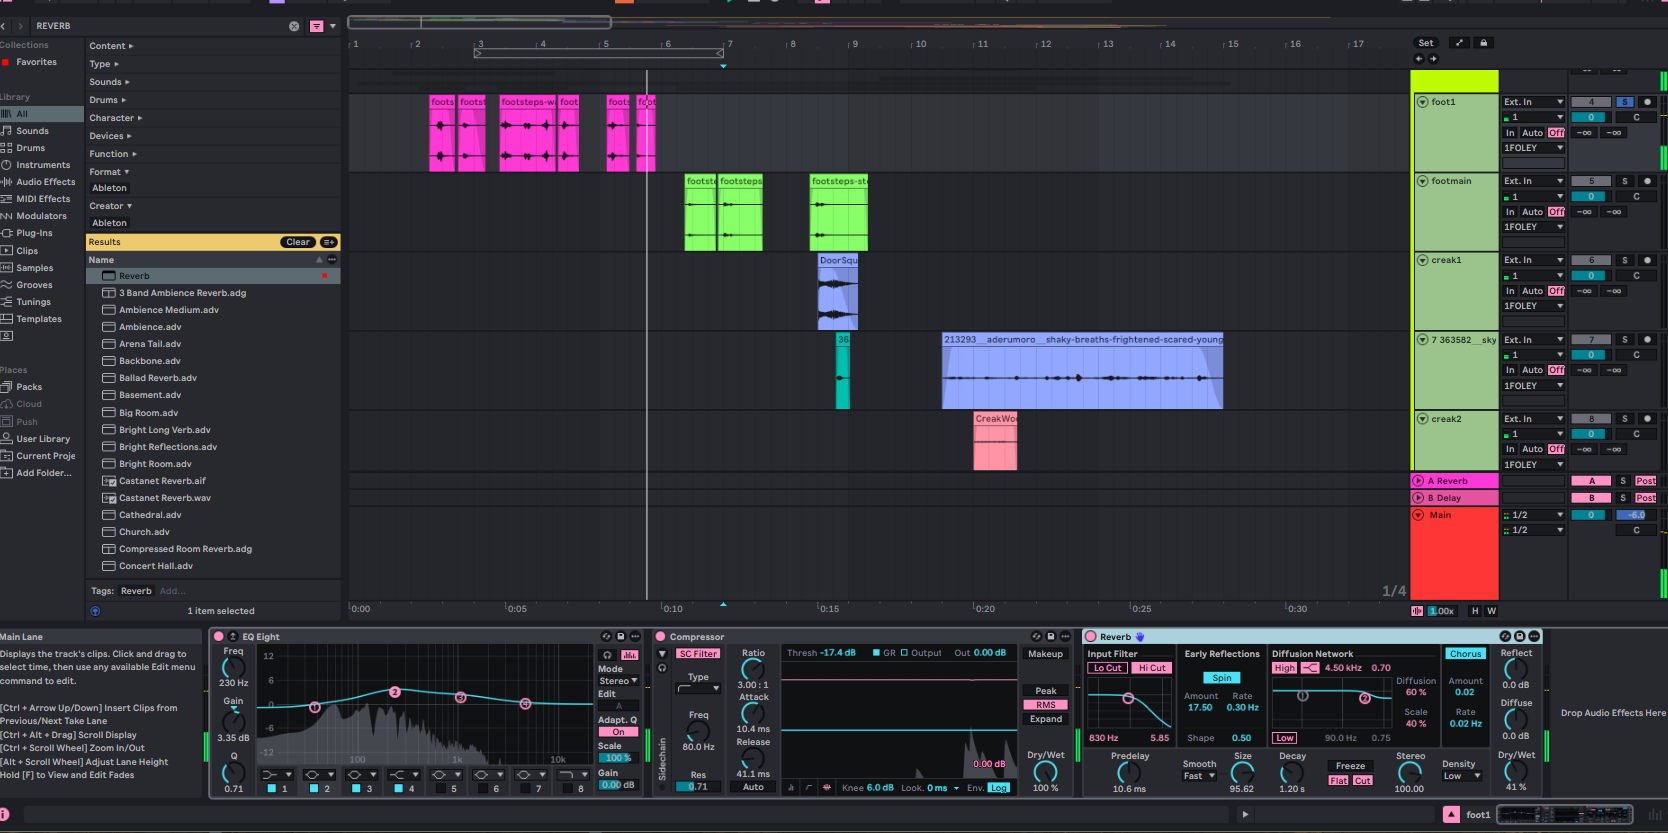 REVERB
Collections
Favorites
Library
All
Sounds
Drums
Instruments
Audio Effects
MIDI Effects
Modulators
Plug-Ins
Clips
Samples
Grooves
Tunings
Templates
Places
Packs
Cloud
Push
User Library
Current Proje
Add Folder...
Content
Type
Sounds
Drums
Character
Devices
Function
Format
Ableton
Creator
Ableton
Results Clear
Name
Reverb
3 Band Ambience Reverb.adg
Ambience Medium.adv
Ambience.adv
Arena Tail.adv
Backbone.adv
Ballad Reverb.adv
Basement.adv
Big Room.adv
Bright Long Verb.adv
Bright Reflections.adv
Bright Room.adv
Castanet Reverb.aif
Castanet Reverb.wav
Cathedral.adv
Church.adv
Compressed Room Reverb.adg
Concert Hall.adv
Tags: Reverb Add...
1 item selected
1 2 3 4 5 6 7 8 9 10 11 12 13 14 15 16 17
Set
foots footst footsteps-w foot foots foot
footste footsteps footsteps-ste
DoorSqu
36
213293__aderumoro__shaky-breaths-frightened-scared-young
CreakWo
foot1 Ext. In 4 S
1 0 C
In Auto Off -∞ -∞
1FOLEY
footmain Ext. In 5 S
1 0 C
In Auto Off -∞ -∞
1FOLEY
creak1 Ext. In 6 S
1 0 C
In Auto Off -∞ -∞
1FOLEY
7 363582__sky Ext. In 7 S
1 0 C
In Auto Off -∞ -∞
1FOLEY
creak2 Ext. In 8 S
1 0 C
In Auto Off -∞ -∞
1FOLEY
A Reverb A S Post
B Delay B S Post
Main 1/2 0 -6.0
1/2 C
1/4
0:00 0:05 0:10 0:15 0:20 0:25 0:30
1.00x H W
Main Lane
Displays the track's clips. Click and drag to
select time, then use any available Edit menu
command to edit.
[Ctrl + Arrow Up/Down] Insert Clips from
Previous/Next Take Lane
[Ctrl + Alt + Drag] Scroll Display
[Ctrl + Scroll Wheel] Zoom In/Out
[Alt + Scroll Wheel] Adjust Lane Height
Hold [F] to View and Edit Fades
EQ Eight
Freq
230 Hz
Gain
3.35 dB
Q
0.71
12
6
0
-6
-12
100 1k 10k
1 2 3 4
1 2 3 4 5 6 7 8
Mode
Stereo
Edit
A
Adapt. Q
On
Scale
100 %
Gain
0.00 dB
Compressor
SC Filter
Type
Freq
80.0 Hz
Res
0.71
Sidechain
Ratio
3.00 : 1
Attack
10.4 ms
Release
41.1 ms
Auto
Thresh -17.4 dB GR Output Out 0.00 dB
0.00 dB
Knee 6.0 dB Look. 0 ms Env. Log
Makeup
Peak
RMS
Expand
Dry/Wet
100 %
Reverb
Input Filter
Lo Cut Hi Cut
830 Hz 5.85
Predelay
10.6 ms
Early Reflections
Spin
Amount Rate
17.50 0.30 Hz
Shape 0.50
Smooth
Fast
Size
95.62
Diffusion Network
High 4.50 kHz 0.70
Diffusion
60 %
Scale
40 %
Low 90.0 Hz 0.75
Decay
1.20 s
Freeze
Flat Cut
Stereo
100.00
Chorus
Amount
0.02
Rate
0.02 Hz
Density
Low
Reflect
0.0 dB
Diffuse
0.0 dB
Dry/Wet
41 %
Drop Audio Effects Here
foot1